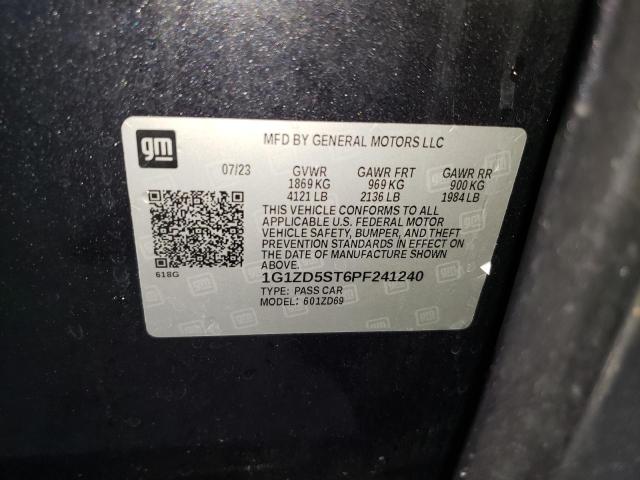 gm
MFD BY GENERAL MOTORS LLC
07/23 GVWR GAWR FRT GAWR RR
1869 KG 969 KG 900 KG
4121 LB 2136 LB 1984 LB
THIS VEHICLE CONFORMS TO ALL
APPLICABLE U.S. FEDERAL MOTOR
VEHICLE SAFETY, BUMPER, AND THEFT
PREVENTION STANDARDS IN EFFECT ON
THE DATE OF MANUFACTURE SHOWN
ABOVE.
618G
1G1ZD5ST6PF241240
TYPE: PASS CAR
MODEL: 601ZD69